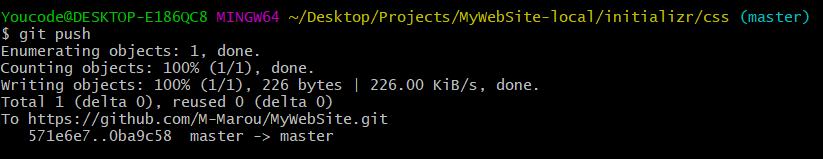 Youcode@DESKTOP-E186QC8 MINGW64 ~/Desktop/Projects/MyWebSite-local/initializr/css (master)
$ git push
Enumerating objects: 1, done.
Counting objects: 100% (1/1), done.
Writing objects: 100% (1/1), 226 bytes | 226.00 KiB/s, done.
Total 1 (delta 0), reused 0 (delta 0)
To https://github.com/M-Marou/MyWebSite.git
   571e6e7..0ba9c58  master -> master